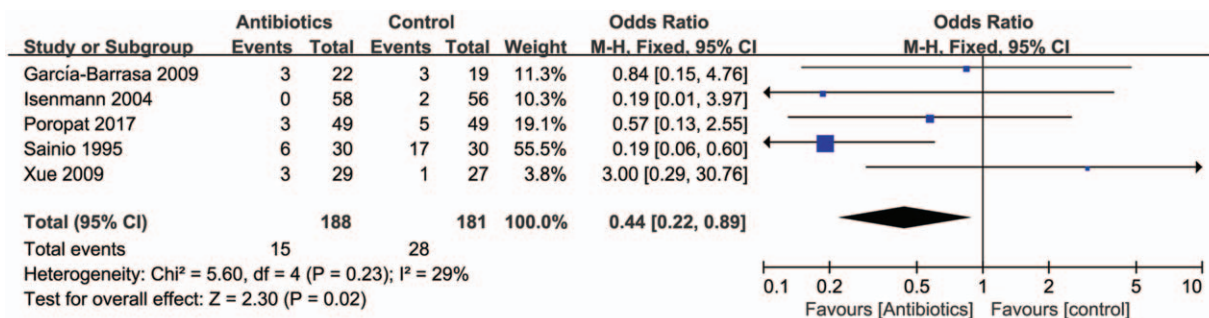 Antibiotics Control Odds Ratio Odds Ratio
Study or Subgroup Events Total Events Total Weight M-H, Fixed, 95% CI M-H, Fixed, 95% CI
García-Barrasa 2009 3 22 3 19 11.3% 0.84 [0.15, 4.76]
Isenmann 2004 0 58 2 56 10.3% 0.19 [0.01, 3.97]
Poropat 2017 3 49 5 49 19.1% 0.57 [0.13, 2.55]
Sainio 1995 6 30 17 30 55.5% 0.19 [0.06, 0.60]
Xue 2009 3 29 1 27 3.8% 3.00 [0.29, 30.76]
Total (95% CI) 188 181 100.0% 0.44 [0.22, 0.89]
Total events 15 28
Heterogeneity: Chi² = 5.60, df = 4 (P = 0.23); I² = 29%
Test for overall effect: Z = 2.30 (P = 0.02)
0.1 0.2 0.5 1 2 5 10
Favours [Antibiotics] Favours [control]